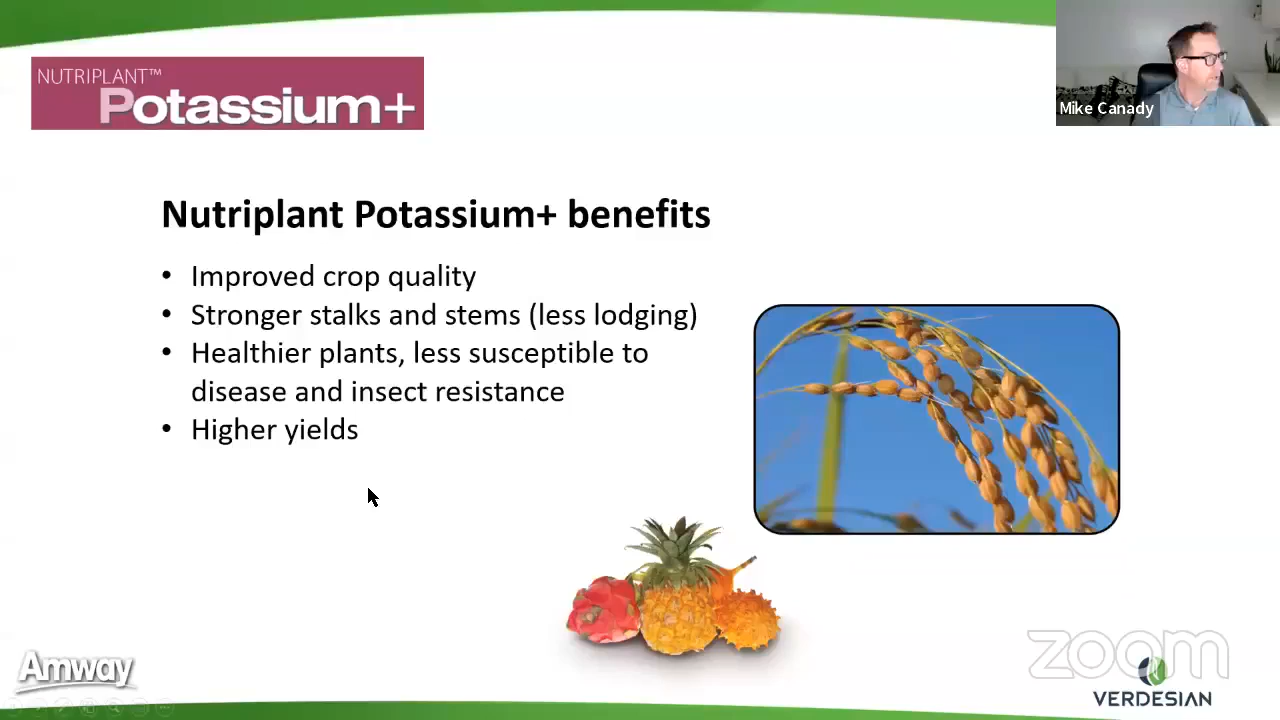 NUTRIPLANT™
Potassium+
Mike Canady
Nutriplant Potassium+ benefits
• Improved crop quality
• Stronger stalks and stems (less lodging)
• Healthier plants, less susceptible to
disease and insect resistance
• Higher yields
Amway
zoom
VERDESIAN